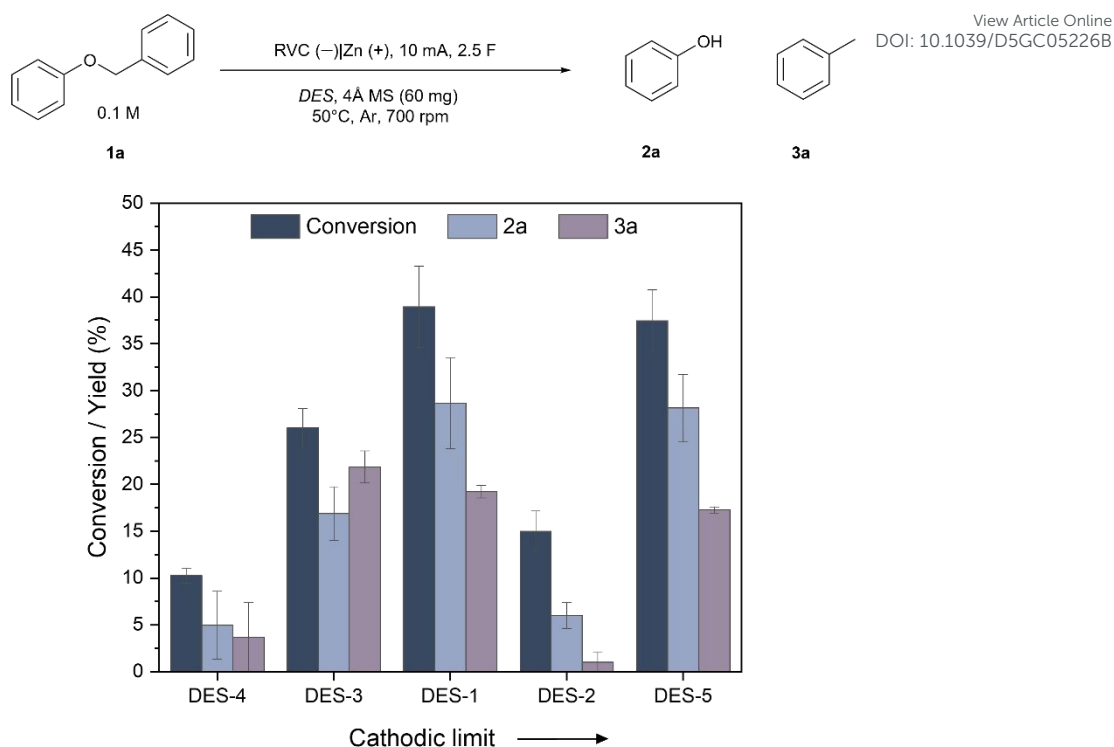 View Article Online
DOI: 10.1039/D5GC05226B
RVC (−)|Zn (+), 10 mA, 2.5 F
DES, 4Å MS (60 mg)
50°C, Ar, 700 rpm
O
0.1 M
1a
OH
2a
3a
Conversion / Yield (%)
50
45
40
35
30
25
20
15
10
5
0
Conversion 2a 3a
DES-4 DES-3 DES-1 DES-2 DES-5
Cathodic limit